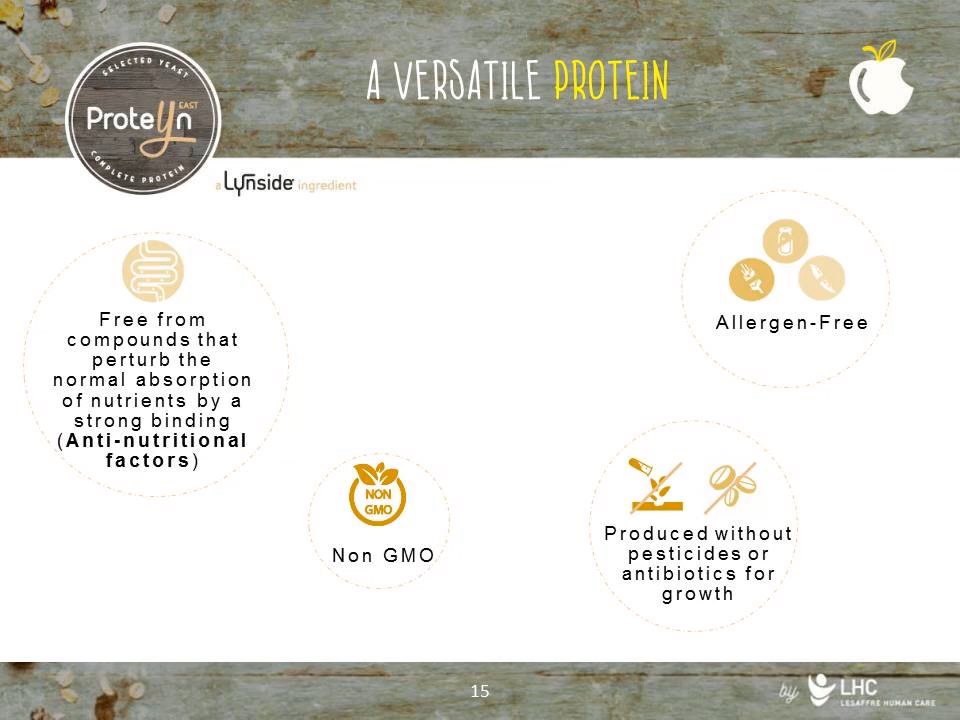 A VERSATILE PROTEIN
SELECTED YEAST
ProteYn
EAST
COMPLETE PROTEIN
a Lynside® ingredient
Free from
compounds that
perturb the
normal absorption
of nutrients by a
strong binding
(Anti-nutritional
factors)
Allergen-Free
NON
GMO
Non GMO
Produced without
pesticides or
antibiotics for
growth
15
by LHC
LESAFFRE HUMAN CARE